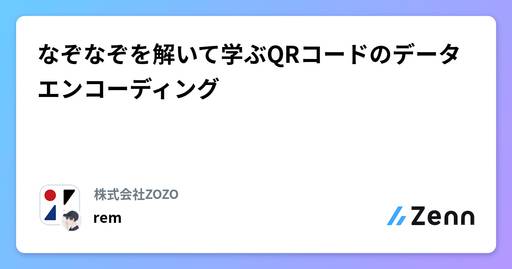 なぞなぞを解いて学ぶQRコードのデータ
エンコーディング
株式会社ZOZO
rem
Zenn